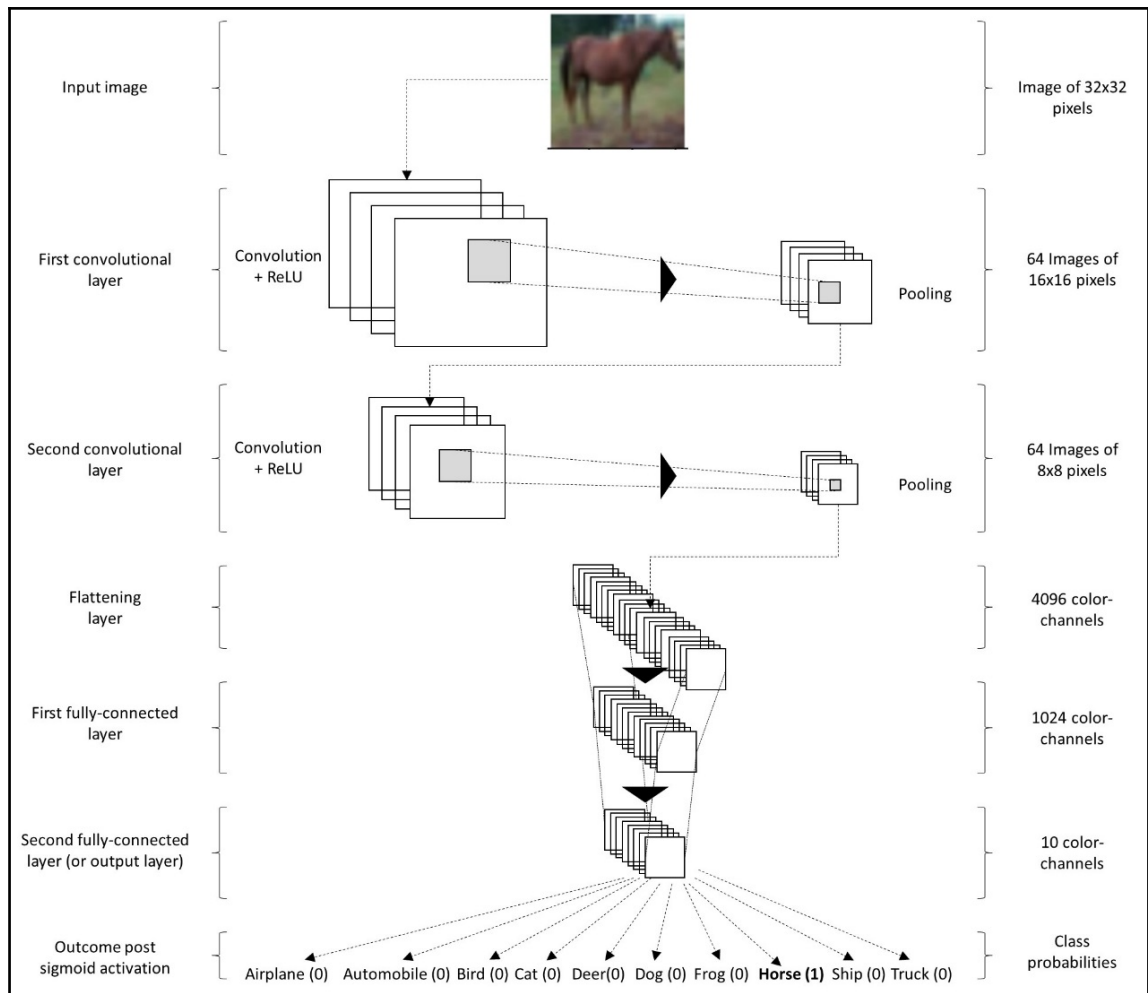 Input image
Image of 32x32
pixels
First convolutional
layer
Convolution
+ ReLU
Pooling
64 Images of
16x16 pixels
Second convolutional
layer
Convolution
+ ReLU
Pooling
64 Images of
8x8 pixels
Flattening
layer
4096 color-
channels
First fully-connected
layer
1024 color-
channels
Second fully-connected
layer (or output layer)
10 color-
channels
Outcome post
sigmoid activation
Airplane (0) Automobile (0) Bird (0) Cat (0) Deer(0) Dog (0) Frog (0) Horse (1) Ship (0) Truck (0)
Class
probabilities